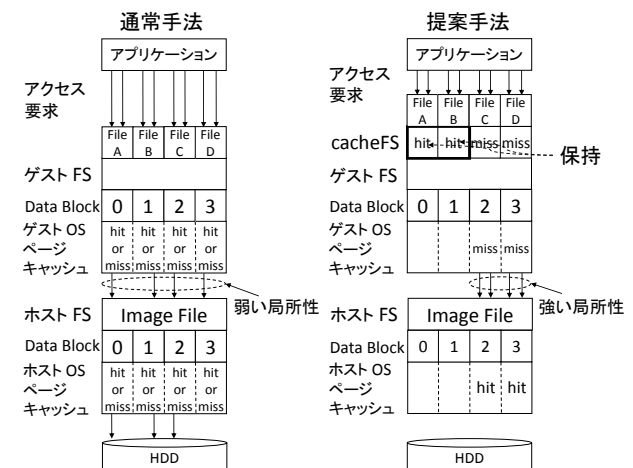 通常手法
アプリケーション
アクセス
要求
File File File File
A B C D
ゲスト FS
Data Block 0 1 2 3
ゲスト OS
ページ
キャッシュ
hit hit hit hit
or or or or
miss miss miss miss
弱い局所性
ホスト FS Image File
Data Block 0 1 2 3
ホスト OS
ページ
キャッシュ
hit hit hit hit
or or or or
miss miss miss miss
HDD
提案手法
アプリケーション
アクセス
要求
File File File File
A B C D
cacheFS hit hit miss miss
保持
ゲスト FS
Data Block 0 1 2 3
ゲスト OS
ページ
キャッシュ
miss miss
強い局所性
ホスト FS Image File
Data Block 0 1 2 3
ホスト OS
ページ
キャッシュ
hit hit
HDD